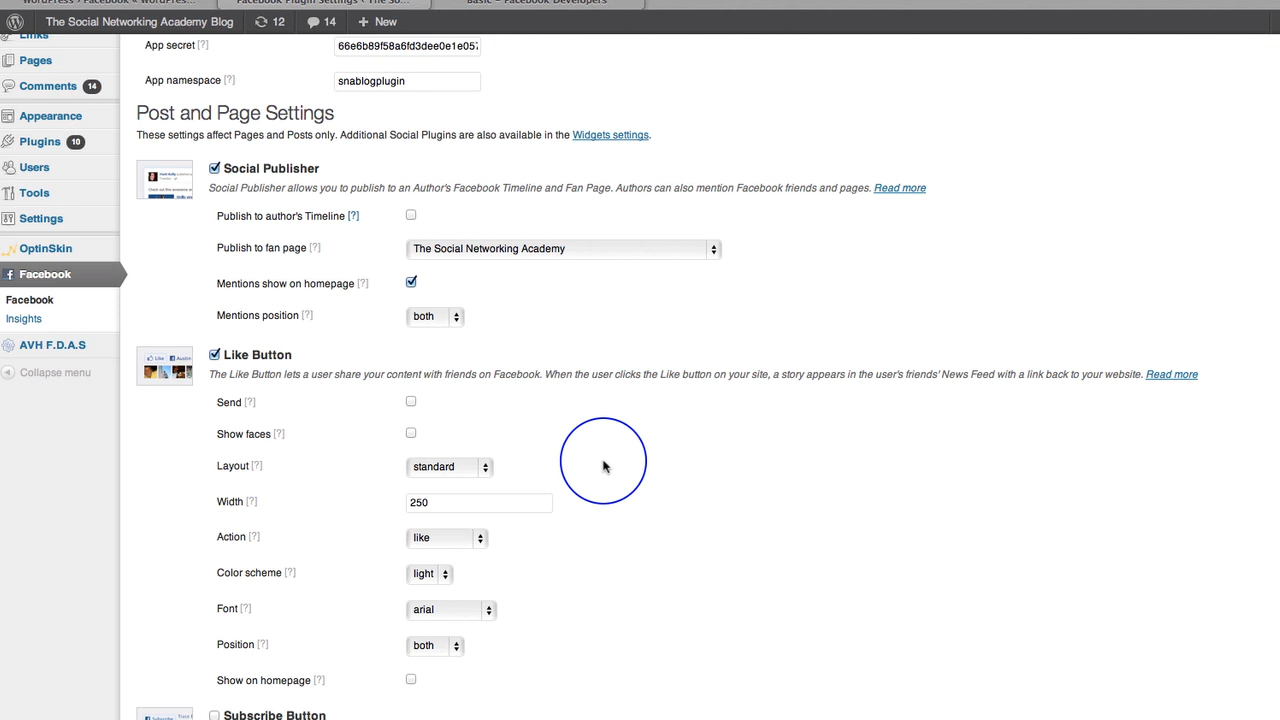 WordPress › Facebook « WordPres...
Facebook Plugin Settings ‹ The So...
Basic – Facebook Developers
The Social Networking Academy Blog 12 14 + New
Links
Pages
Comments 14
Appearance
Plugins 10
Users
Tools
Settings
OptinSkin
Facebook
Facebook
Insights
AVH F.D.A.S
Collapse menu
App secret [?] 66e6b89f58a6fd3dee0e1e057
App namespace [?] snablogplugin
Post and Page Settings
These settings affect Pages and Posts only. Additional Social Plugins are also available in the Widgets settings.
Social Publisher
Social Publisher allows you to publish to an Author's Facebook Timeline and Fan Page. Authors can also mention Facebook friends and pages. Read more
Publish to author's Timeline [?]
Publish to fan page [?] The Social Networking Academy
Mentions show on homepage [?]
Mentions position [?] both
Like Button
The Like Button lets a user share your content with friends on Facebook. When the user clicks the Like button on your site, a story appears in the user's friends' News Feed with a link back to your website. Read more
Send [?]
Show faces [?]
Layout [?] standard
Width [?] 250
Action [?] like
Color scheme [?] light
Font [?] arial
Position [?] both
Show on homepage [?]
Subscribe Button